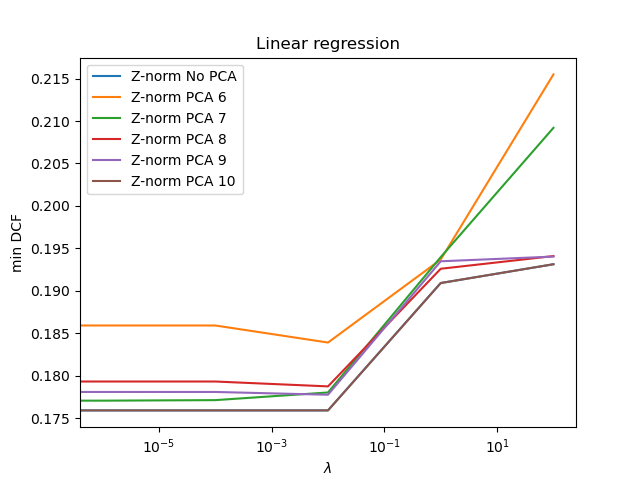 Linear regression
Z-norm No PCA
Z-norm PCA 6
Z-norm PCA 7
Z-norm PCA 8
Z-norm PCA 9
Z-norm PCA 10
min DCF
0.215
0.210
0.205
0.200
0.195
0.190
0.185
0.180
0.175
10⁻⁵ 10⁻³ 10⁻¹ 10¹
λ